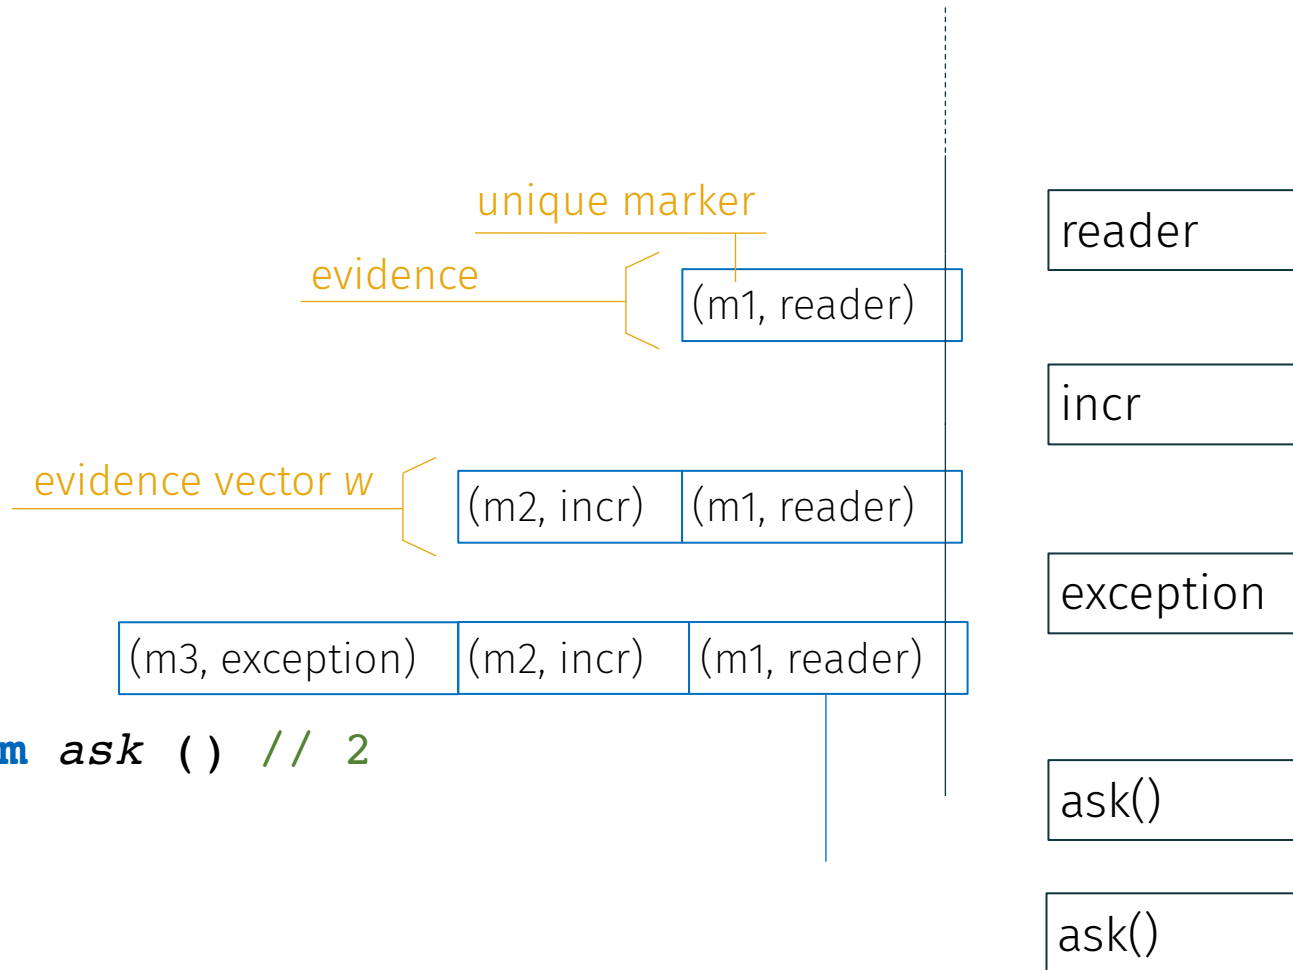 unique marker
reader
evidence
(m1, reader)
incr
evidence vector w
(m2, incr) (m1, reader)
exception
(m3, exception) (m2, incr) (m1, reader)
m ask () // 2
ask()
ask()